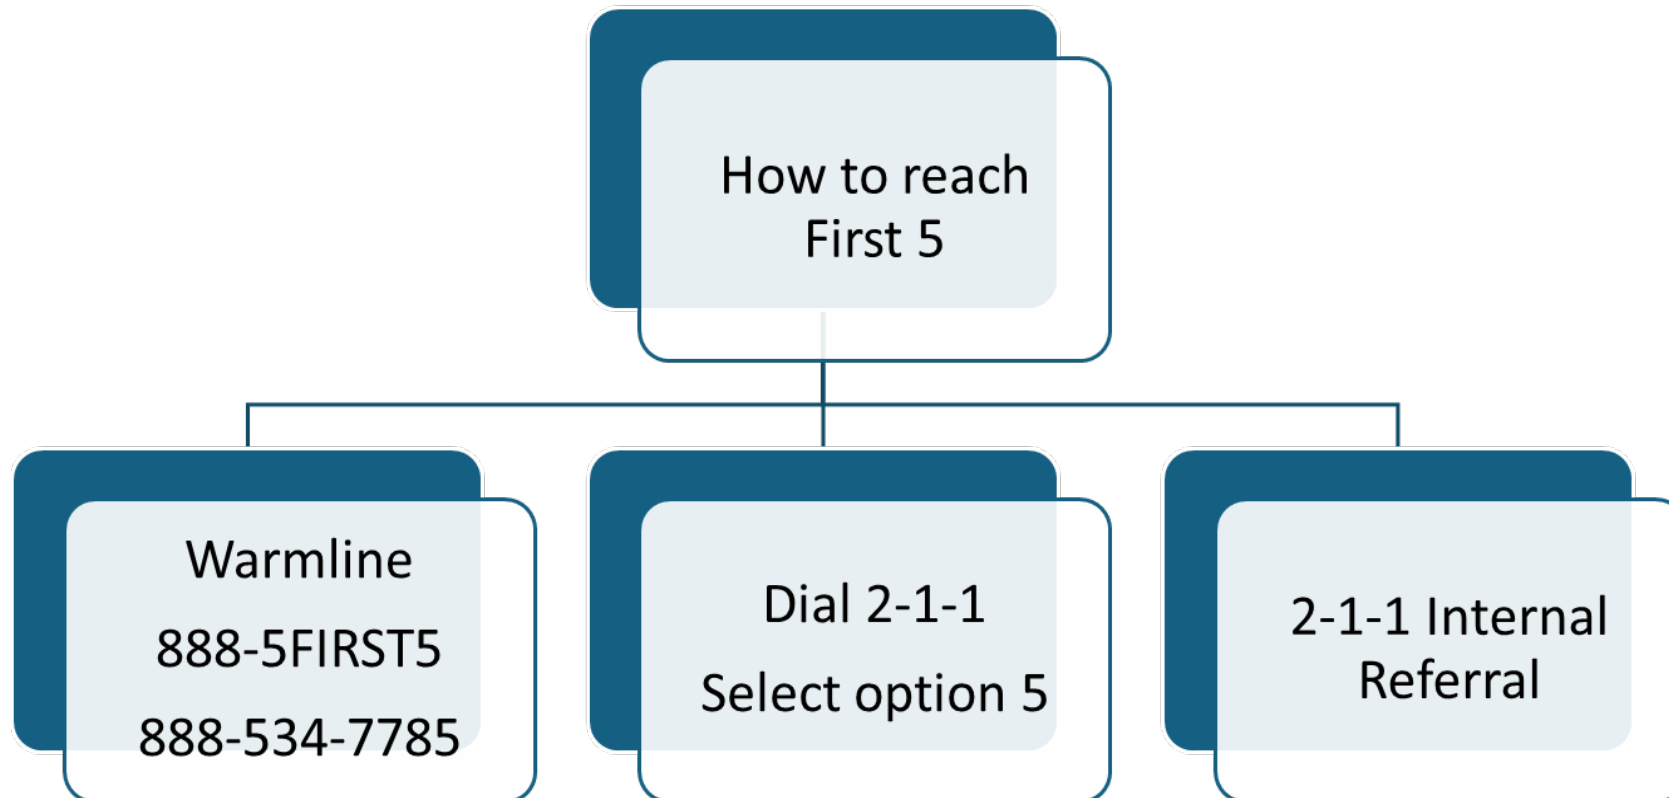 How to reach
First 5
Warmline
888-5FIRST5
888-534-7785
Dial 2-1-1
Select option 5
2-1-1 Internal
Referral